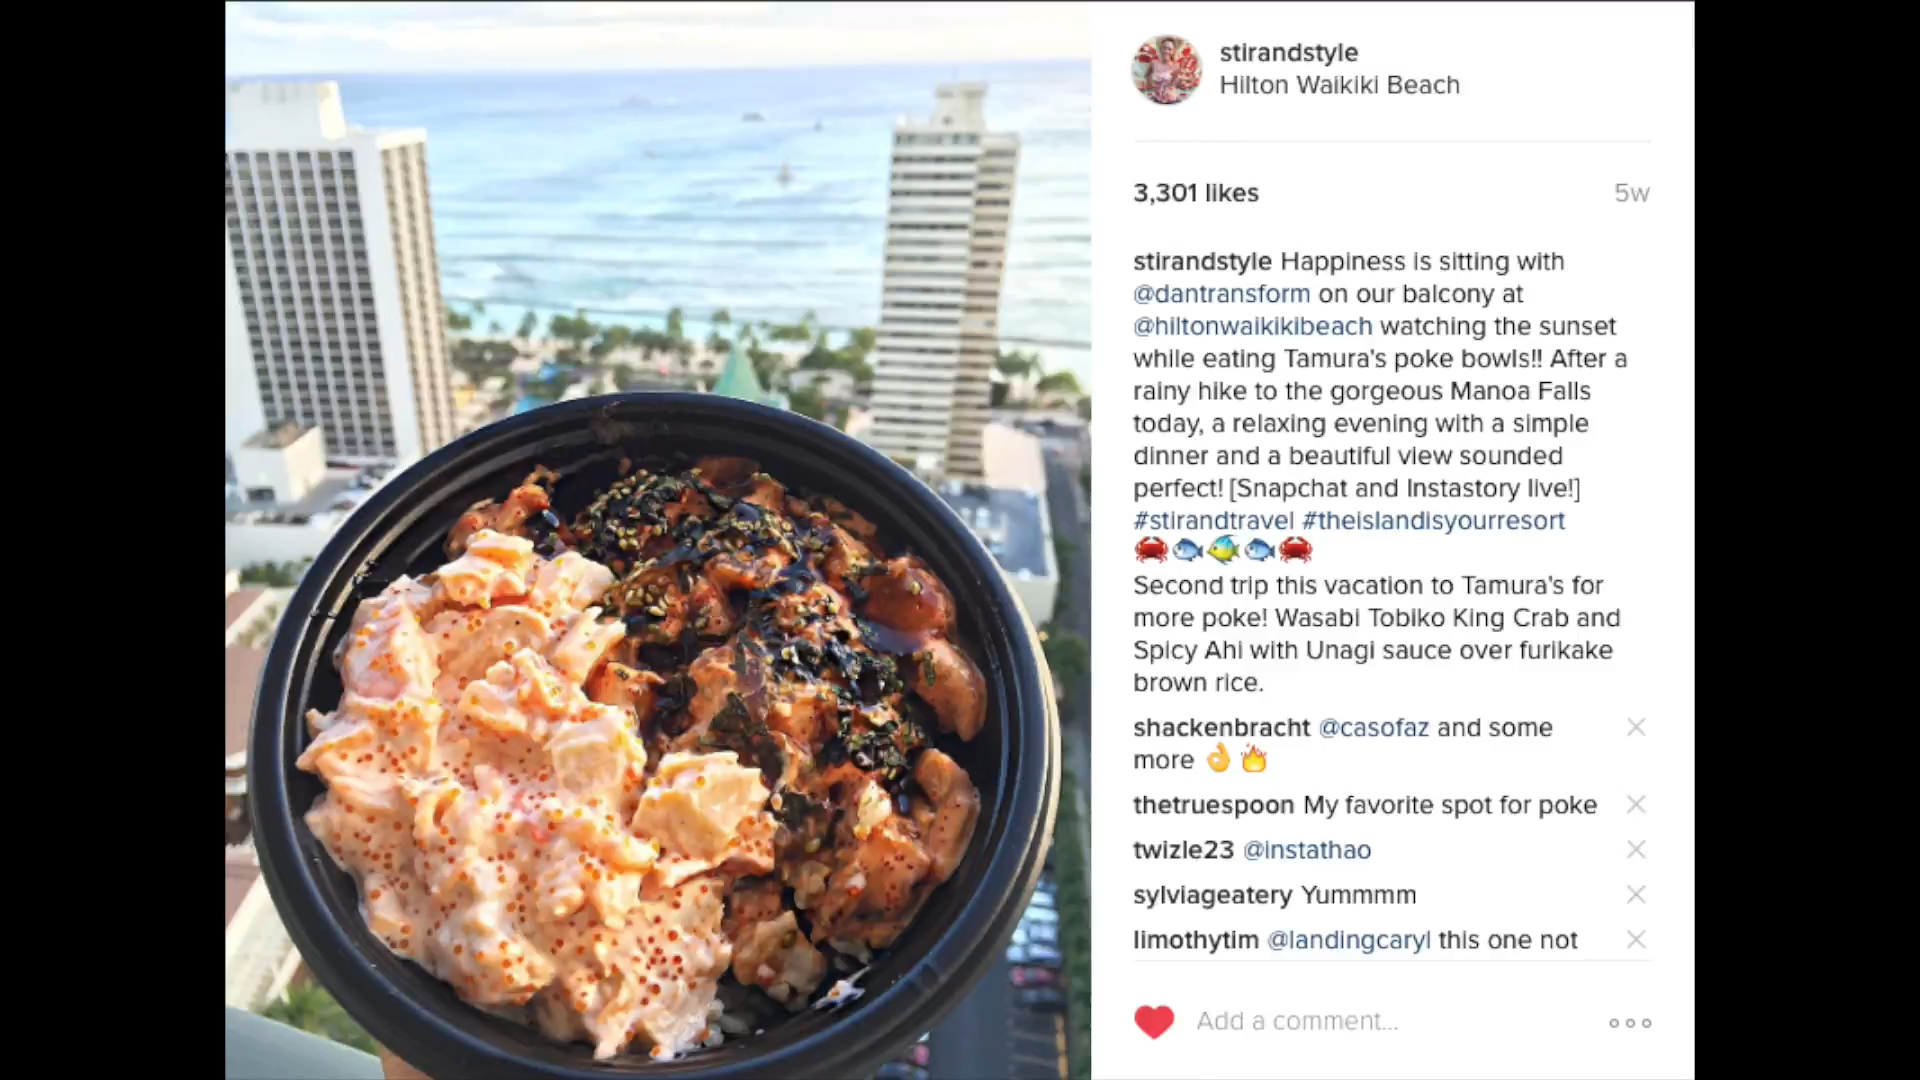 stirandstyle
Hilton Waikiki Beach
3,301 likes
5w
stirandstyle Happiness is sitting with
@dantransform on our balcony at
@hiltonwaikikibeach watching the sunset
while eating Tamura's poke bowls!! After a
rainy hike to the gorgeous Manoa Falls
today, a relaxing evening with a simple
dinner and a beautiful view sounded
perfect! [Snapchat and Instastory live!]
#stirandtravel #theislandisyourresort
🦀🐟🐠🐟🦀
Second trip this vacation to Tamura's for
more poke! Wasabi Tobiko King Crab and
Spicy Ahi with Unagi sauce over furikake
brown rice.
shackenbracht @casofaz and some
more 👌🔥
thetruespoon My favorite spot for poke
twizle23 @instathao
sylviageatery Yummmm
limothytim @landingcaryl this one not
Add a comment...